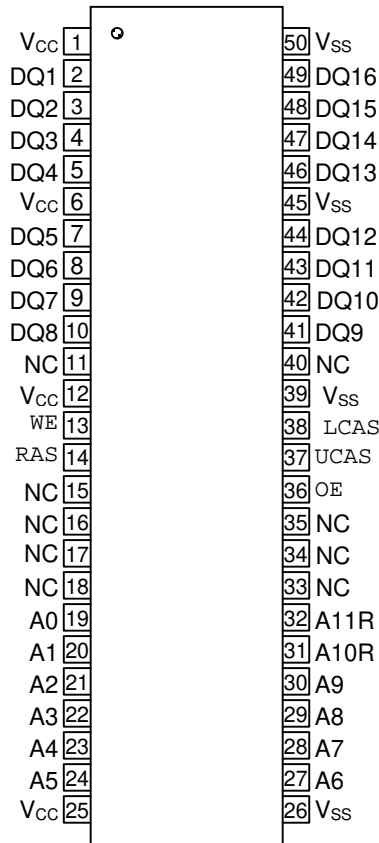 VCC 1 50 VSS
DQ1 2 49 DQ16
DQ2 3 48 DQ15
DQ3 4 47 DQ14
DQ4 5 46 DQ13
VCC 6 45 VSS
DQ5 7 44 DQ12
DQ6 8 43 DQ11
DQ7 9 42 DQ10
DQ8 10 41 DQ9
NC 11 40 NC
VCC 12 39 VSS
WE 13 38 LCAS
RAS 14 37 UCAS
NC 15 36 OE
NC 16 35 NC
NC 17 34 NC
NC 18 33 NC
A0 19 32 A11R
A1 20 31 A10R
A2 21 30 A9
A3 22 29 A8
A4 23 28 A7
A5 24 27 A6
VCC 25 26 VSS